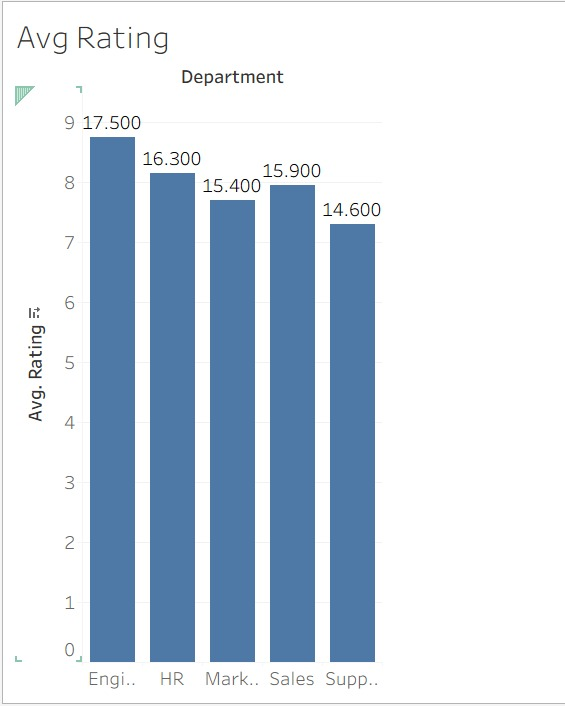 Avg Rating
Department
Avg. Rating
9
8
7
6
5
4
3
2
1
0
17.500
16.300
15.400
15.900
14.600
Engi..
HR
Mark..
Sales
Supp..